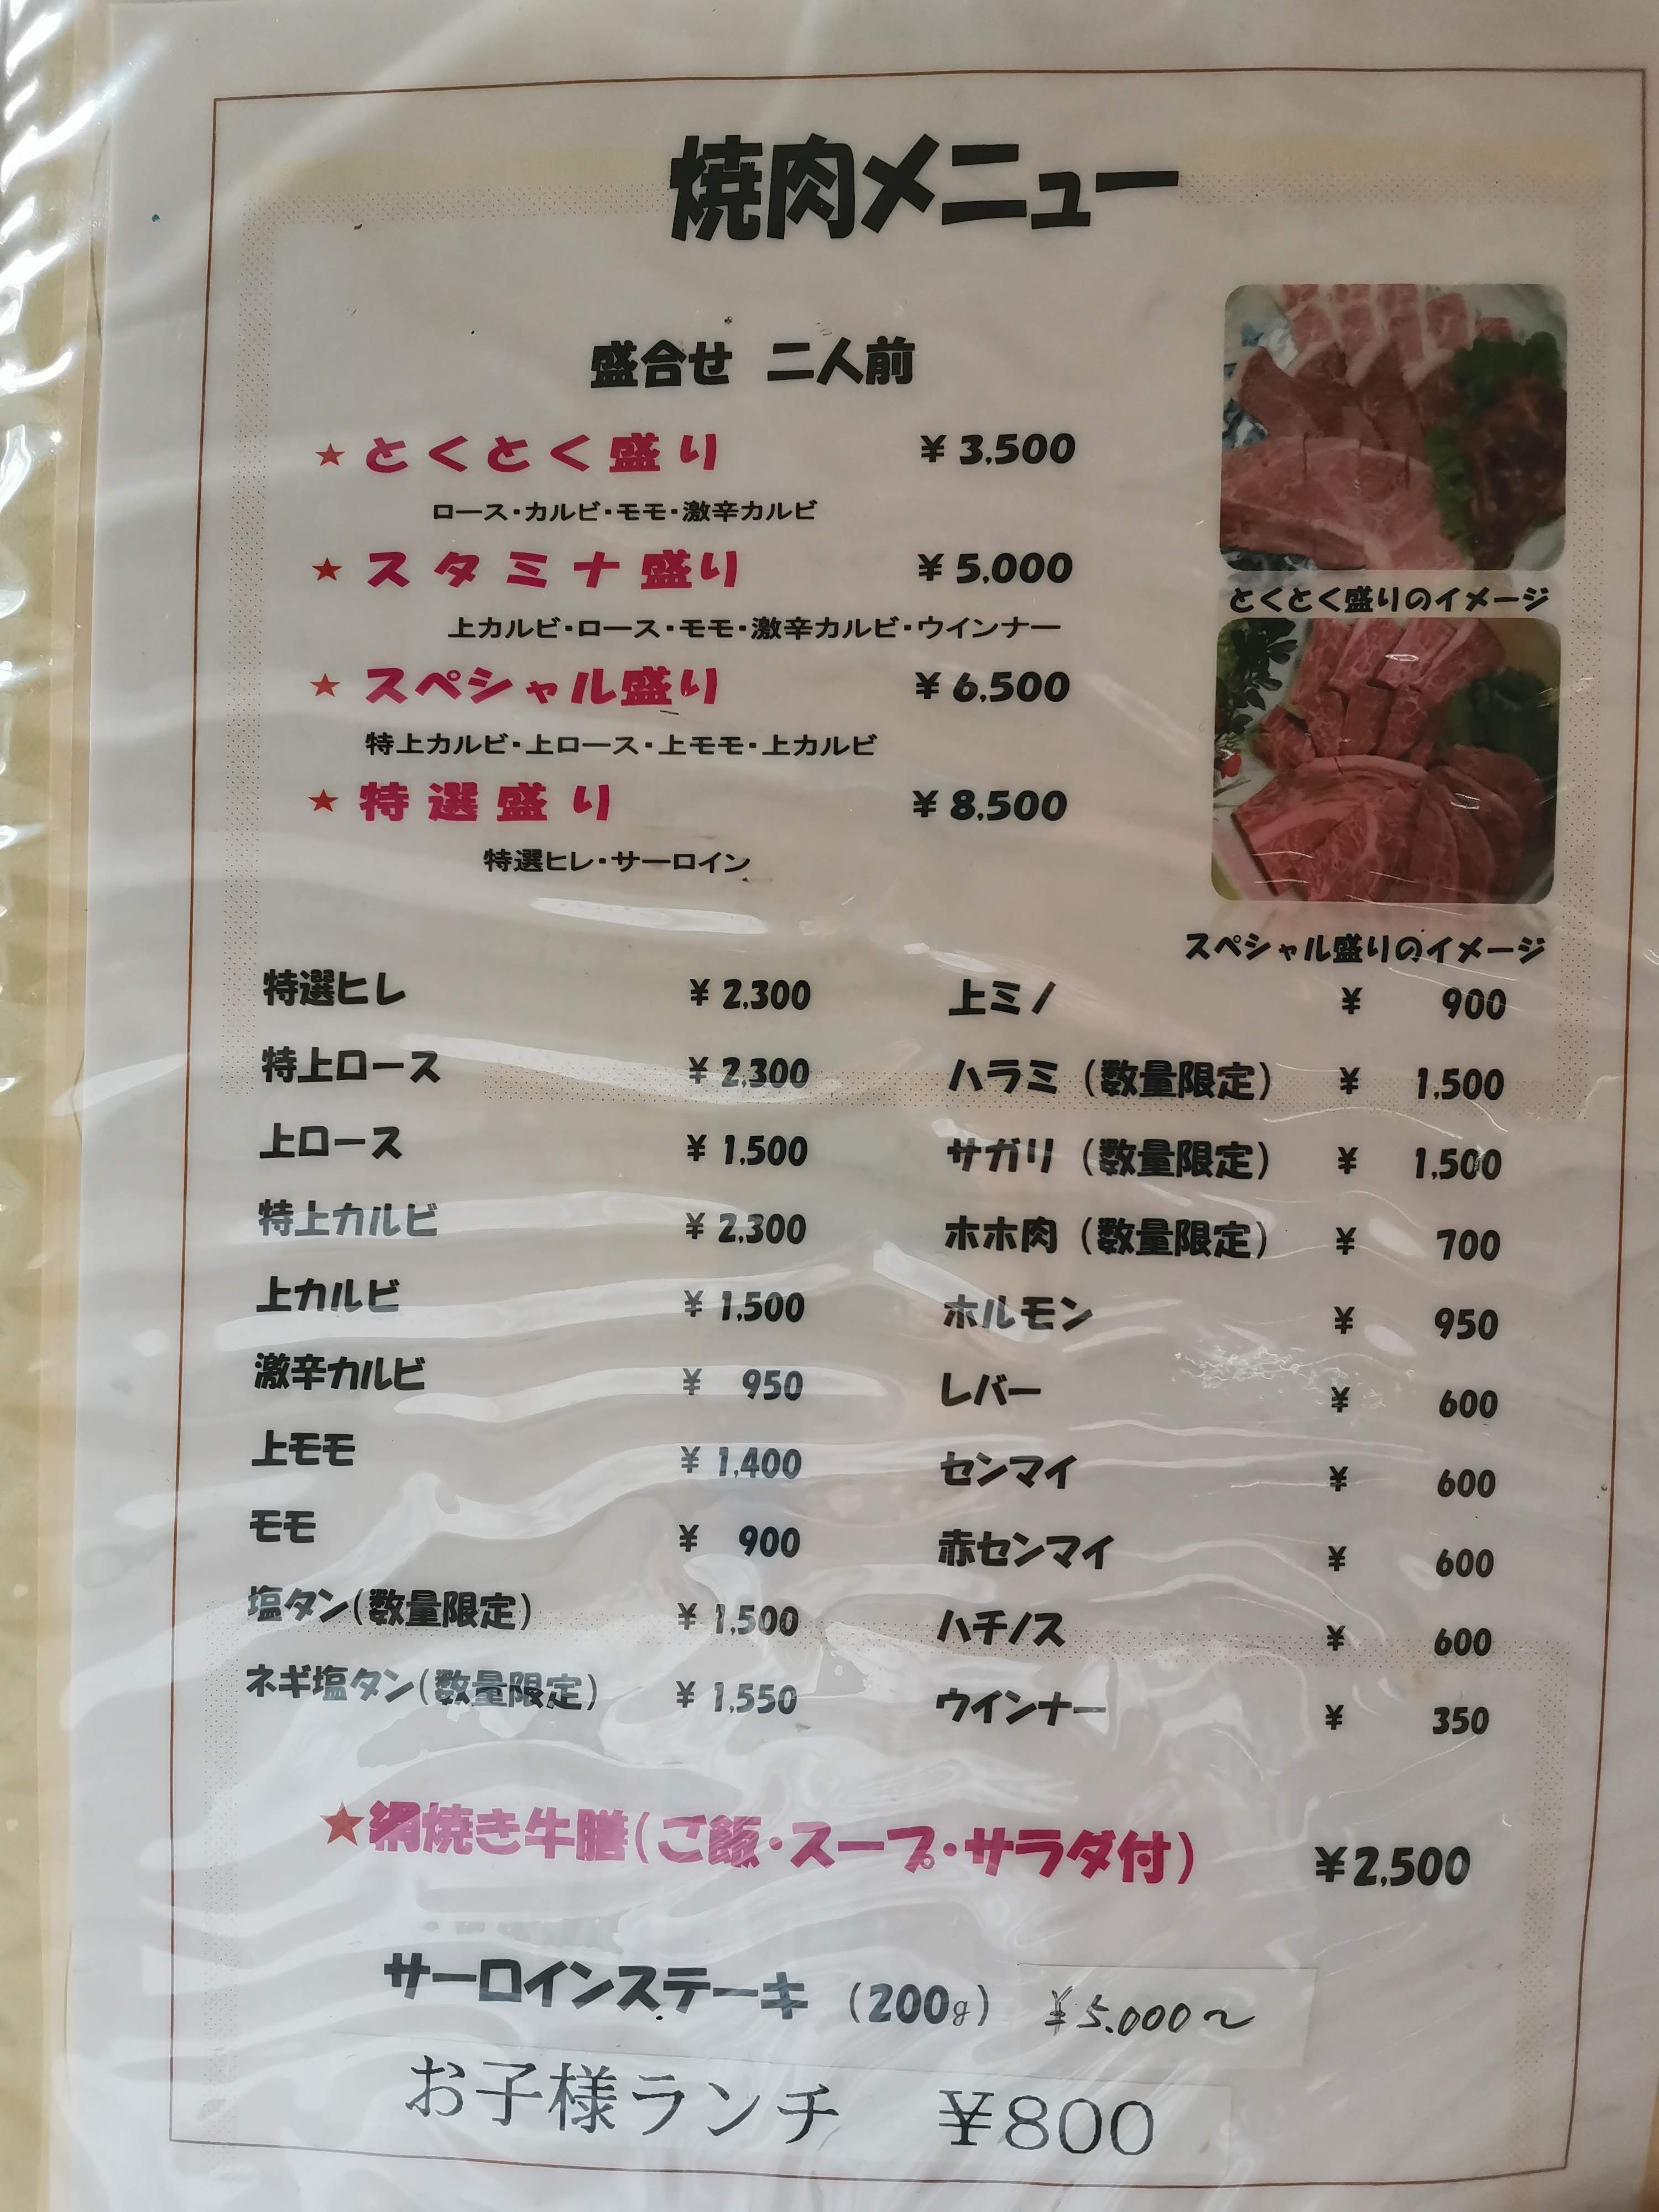 焼肉メニュー
盛合せ 二人前
★ とくとく盛り ¥3,500
ロース・カルビ・モモ・激辛カルビ
★ スタミナ盛り ¥5,000
上カルビ・ロース・モモ・激辛カルビ・ウインナー
★ スペシャル盛り ¥6,500
特上カルビ・上ロース・上モモ・上カルビ
★ 特選盛り ¥8,500
特選ヒレ・サーロイン
とくとく盛りのイメージ
スペシャル盛りのイメージ
特選ヒレ ¥2,300
特上ロース ¥2,300
上ロース ¥1,500
特上カルビ ¥2,300
上カルビ ¥1,500
激辛カルビ ¥950
上モモ ¥1,400
モモ ¥900
塩タン(数量限定) ¥1,500
ネギ塩タン(数量限定) ¥1,550
上ミノ ¥900
ハラミ(数量限定) ¥1,500
サガリ(数量限定) ¥1,500
ホホ肉(数量限定) ¥700
ホルモン ¥950
レバー ¥600
センマイ ¥600
赤センマイ ¥600
ハチノス ¥600
ウインナー ¥350
★網焼き牛膳(ご飯・スープ・サラダ付) ¥2,500
サーロインステーキ (200g) ¥5,000〜
お子様ランチ ¥800